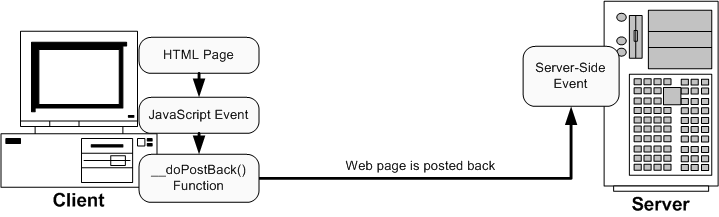 HTML Page
JavaScript Event
__doPostBack()
Function
Client
Web page is posted back
Server-Side
Event
Server